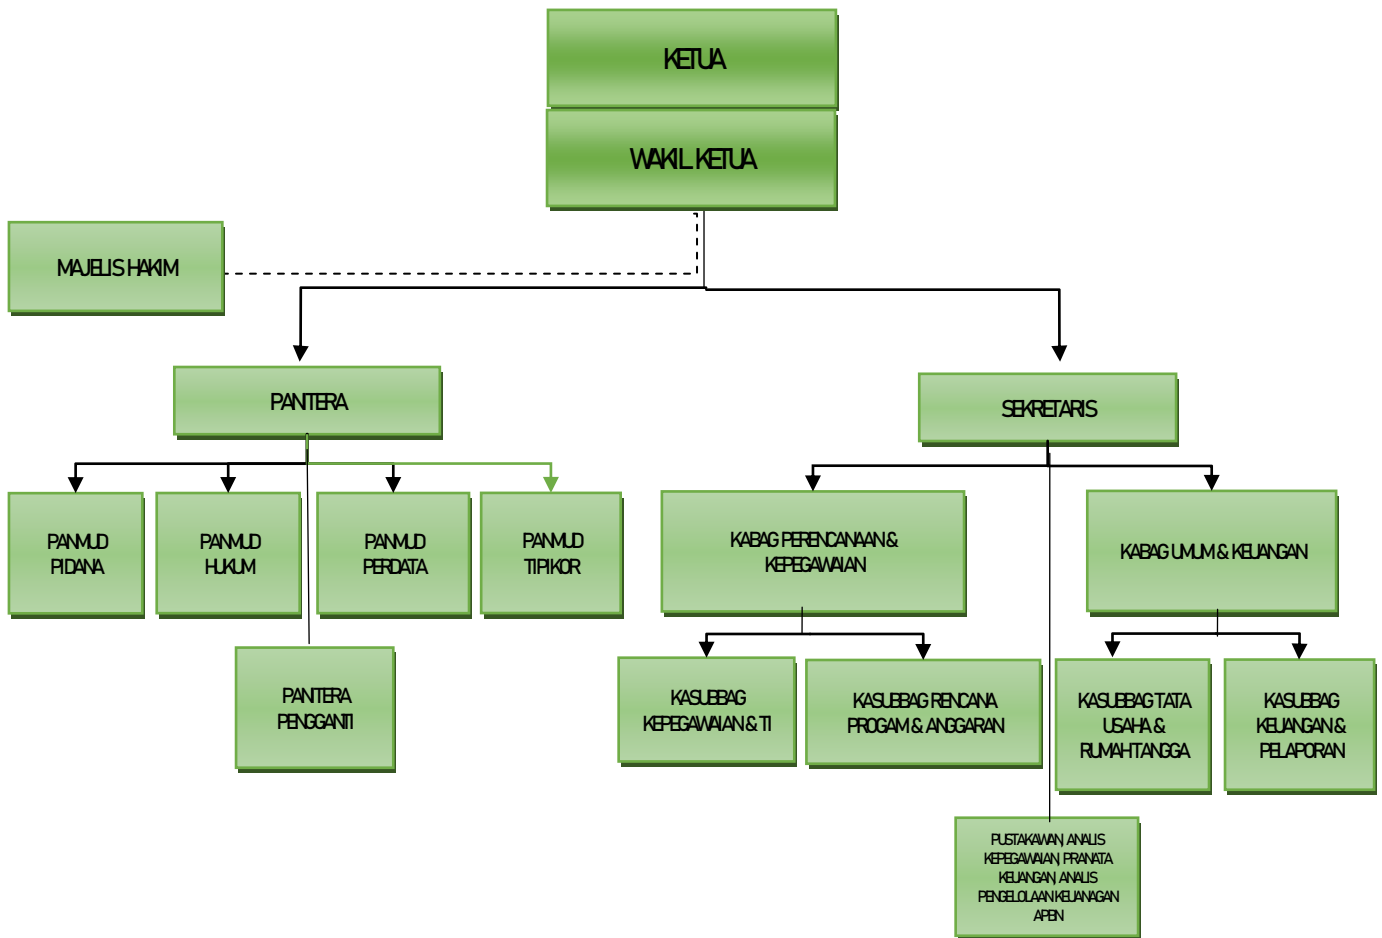 KETUA
WAKIL KETUA
MAJELIS HAKIM
PANTERA
SEKRETARIS
PANMUD
PIDANA
PANMUD
HUKUM
PANMUD
PERDATA
PANMUD
TIPIKOR
KABAG PERENCANAAN &
KEPEGAWAIAN
KABAG UMUM & KEUANGAN
PANTERA
PENGGANTI
KASUBBAG
KEPEGAWAIAN & TI
KASUBBAG RENCANA
PROGAM & ANGGARAN
KASUBBAG TATA
USAHA &
RUMAH TANGGA
KASUBBAG
KEUANGAN &
PELAPORAN
PUSTAKAWAN, ANALIS
KEPEGAWAIAN, PRANATA
KEUANGAN, ANALIS
PENGELOLAAN KEUANAGAN
APBN